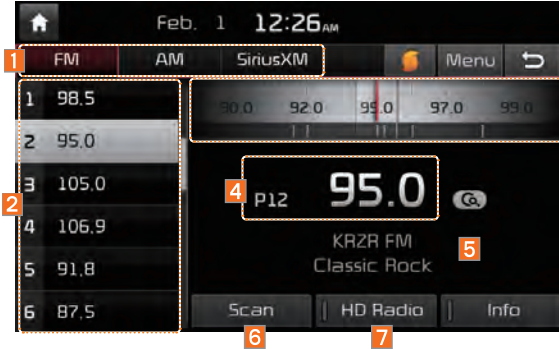 Feb. 1 12:26 AM
1 FM AM SiriusXM Menu
1 98.5
90.0 92.0 95.0 97.0 99.0
2 95.0
3 105.0
2
4 P12 95.0
4 106.9
KRZR FM
5
5 91.8
Classic Rock
6 87.5
Scan HD Radio Info
6 7